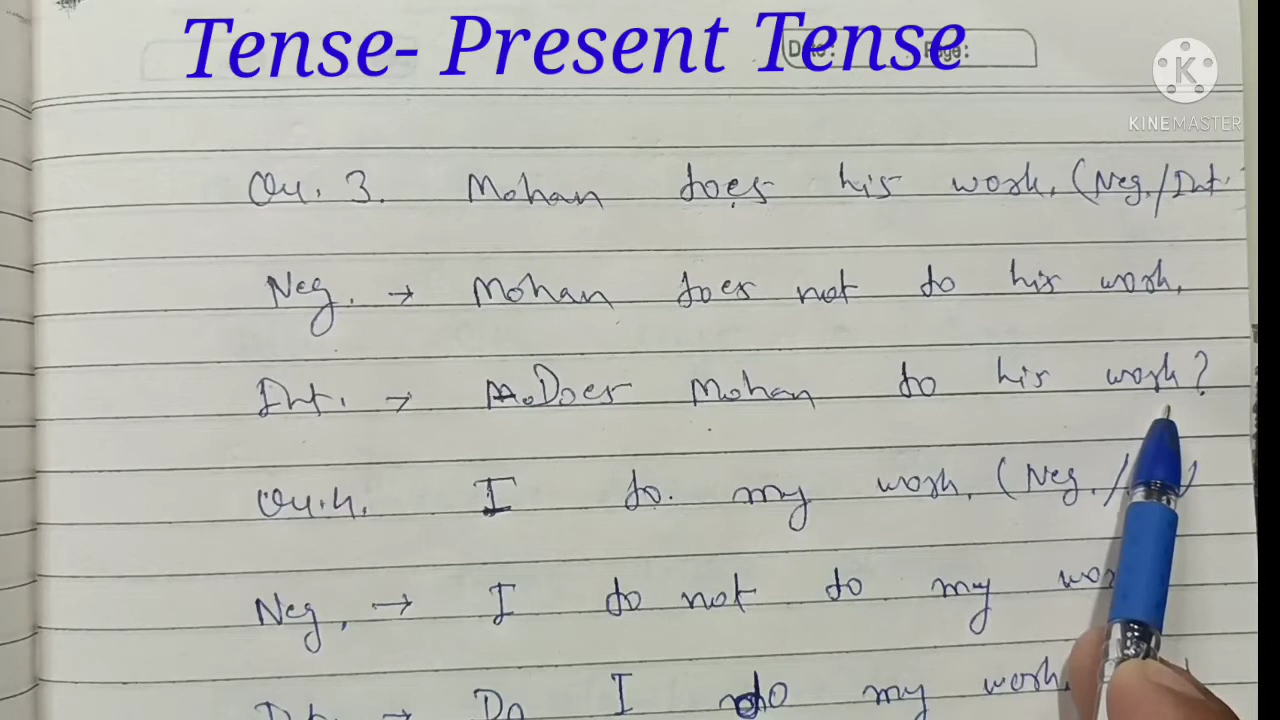 Tense- Present Tense
Date: Page:
KINEMASTER
Qu. 3. Mohan does his work. (Neg./Int.
Neg. → Mohan does not do his work.
Int. → Does Mohan do his work?
Qu.4. I do my work. (Neg./
Neg. → I do not do my
Int. → Do I do my work